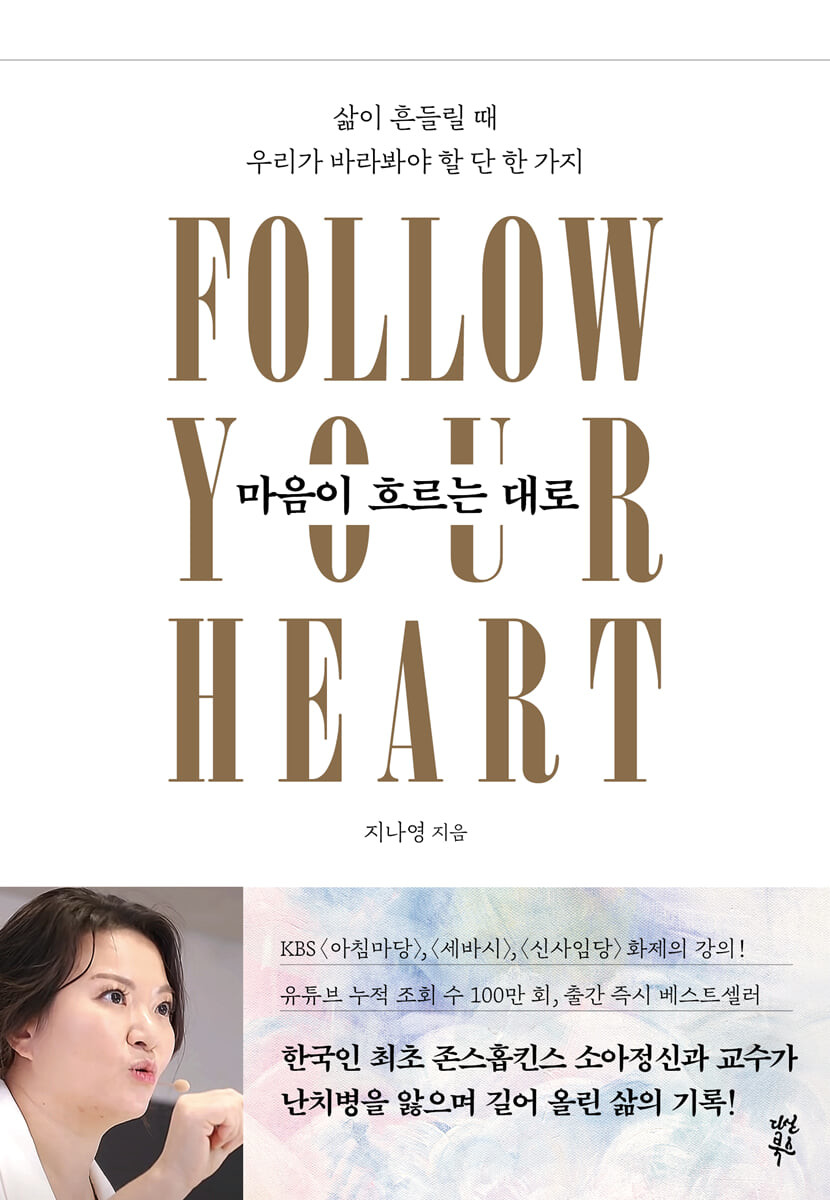 삶이 흔들릴 때
우리가 바라봐야 할 단 한 가지
FOLLOW
YOUR
마음이 흐르는 대로
HEART
지나영 지음
KBS〈아침마당〉,〈세바시〉,〈신사임당〉화제의 강의!
유튜브 누적 조회 수 100만 회, 출간 즉시 베스트셀러
한국인 최초 존스홉킨스 소아정신과 교수가
난치병을 앓으며 길어 올린 삶의 기록!
다산
북스